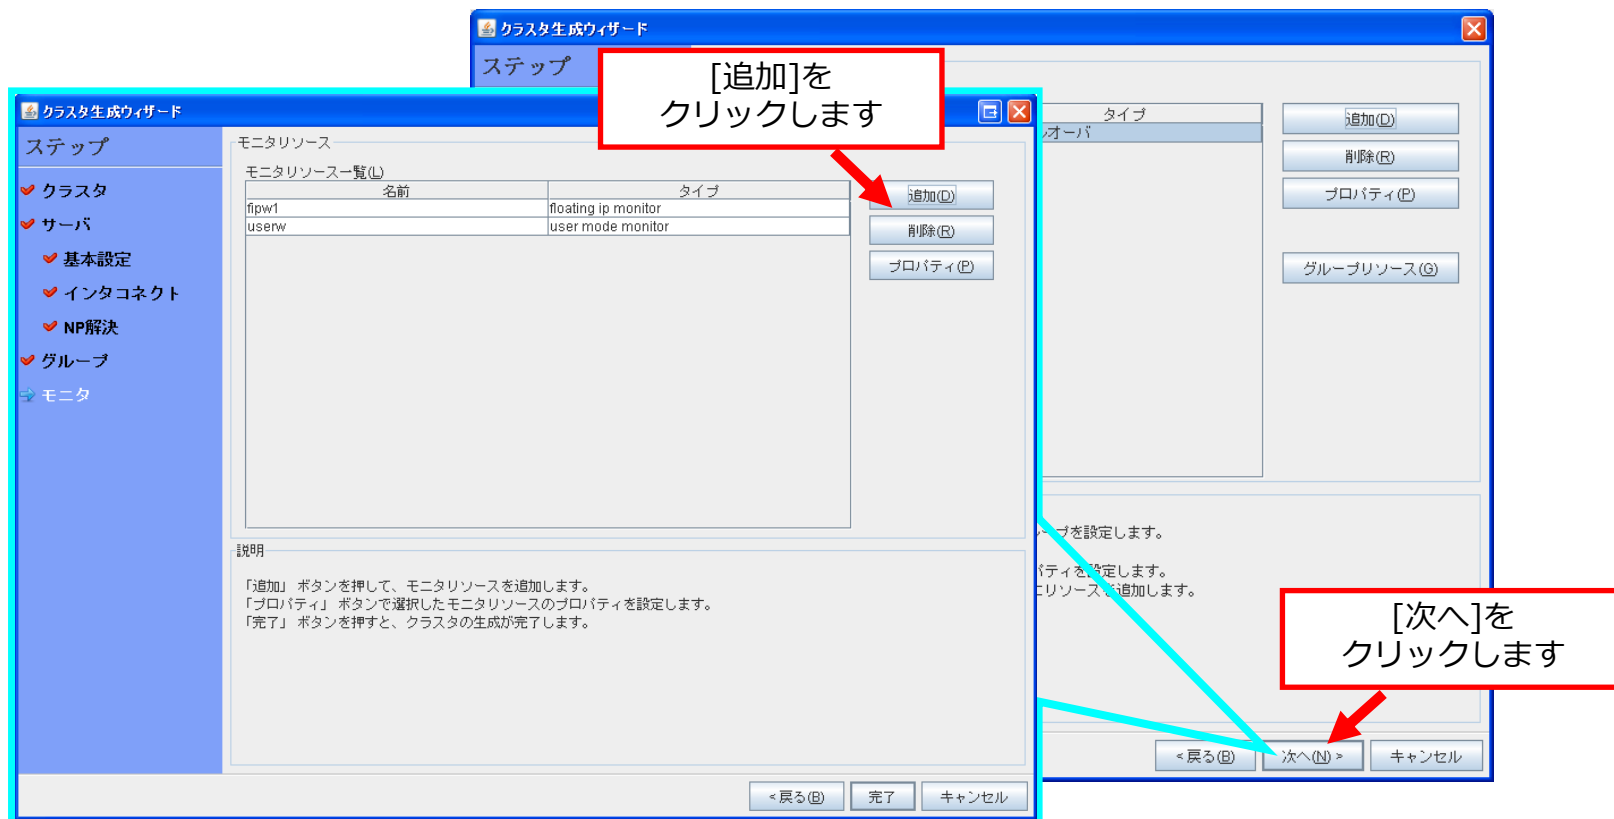 クラスタ生成ウィザード
ステップ
[追加]を
クリックします
タイプ
追加(D)
削除(R)
プロパティ(P)
グループリソース(G)
ープを設定します。
パティを設定します。
リソースを追加します。
[次へ]を
クリックします
<戻る(B)
次へ(N)>
キャンセル
クラスタ生成ウィザード
ステップ
クラスタ
サーバ
基本設定
インタコネクト
NP解決
グループ
モニタ
モニタリソース
モニタリソース一覧(L)
名前 タイプ
fipw1 floating ip monitor
userw user mode monitor
追加(D)
削除(R)
プロパティ(P)
説明
「追加」 ボタンを押して、モニタリソースを追加します。
「プロパティ」 ボタンで選択したモニタリソースのプロパティを設定します。
「完了」 ボタンを押すと、クラスタの生成が完了します。
<戻る(B)
完了
キャンセル